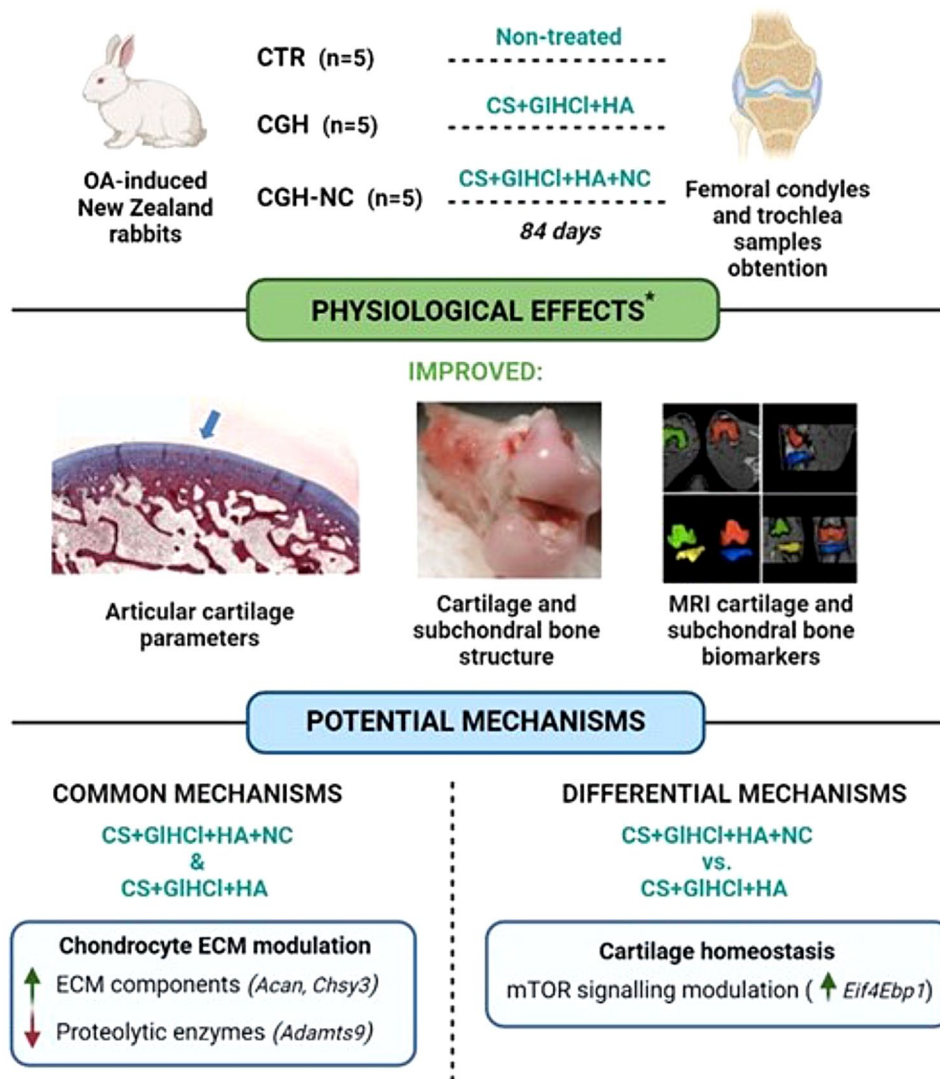 CTR (n=5)
Non-treated
CGH (n=5)
CS+GlHCl+HA
CGH-NC (n=5)
CS+GlHCl+HA+NC
84 days
OA-induced
New Zealand
rabbits
Femoral condyles
and trochlea
samples
obtention
PHYSIOLOGICAL EFFECTS*
IMPROVED:
Articular cartilage
parameters
Cartilage and
subchondral bone
structure
MRI cartilage and
subchondral bone
biomarkers
POTENTIAL MECHANISMS
COMMON MECHANISMS
CS+GlHCl+HA+NC
&
CS+GlHCl+HA
Chondrocyte ECM modulation
ECM components (Acan, Chsy3)
Proteolytic enzymes (Adamts9)
DIFFERENTIAL MECHANISMS
CS+GlHCl+HA+NC
vs.
CS+GlHCl+HA
Cartilage homeostasis
mTOR signalling modulation ( ↑ Eif4Ebp1)